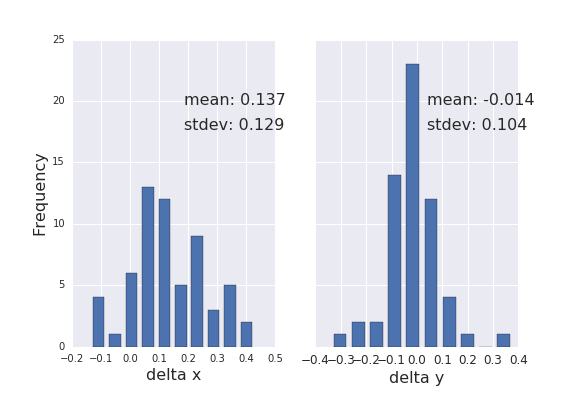 25
20
15
10
5
0
Frequency
mean: 0.137
stdev: 0.129
−0.2 −0.1 0.0 0.1 0.2 0.3 0.4 0.5
delta x
mean: -0.014
stdev: 0.104
−0.4 −0.3 −0.2 −0.1 0.0 0.1 0.2 0.3 0.4
delta y